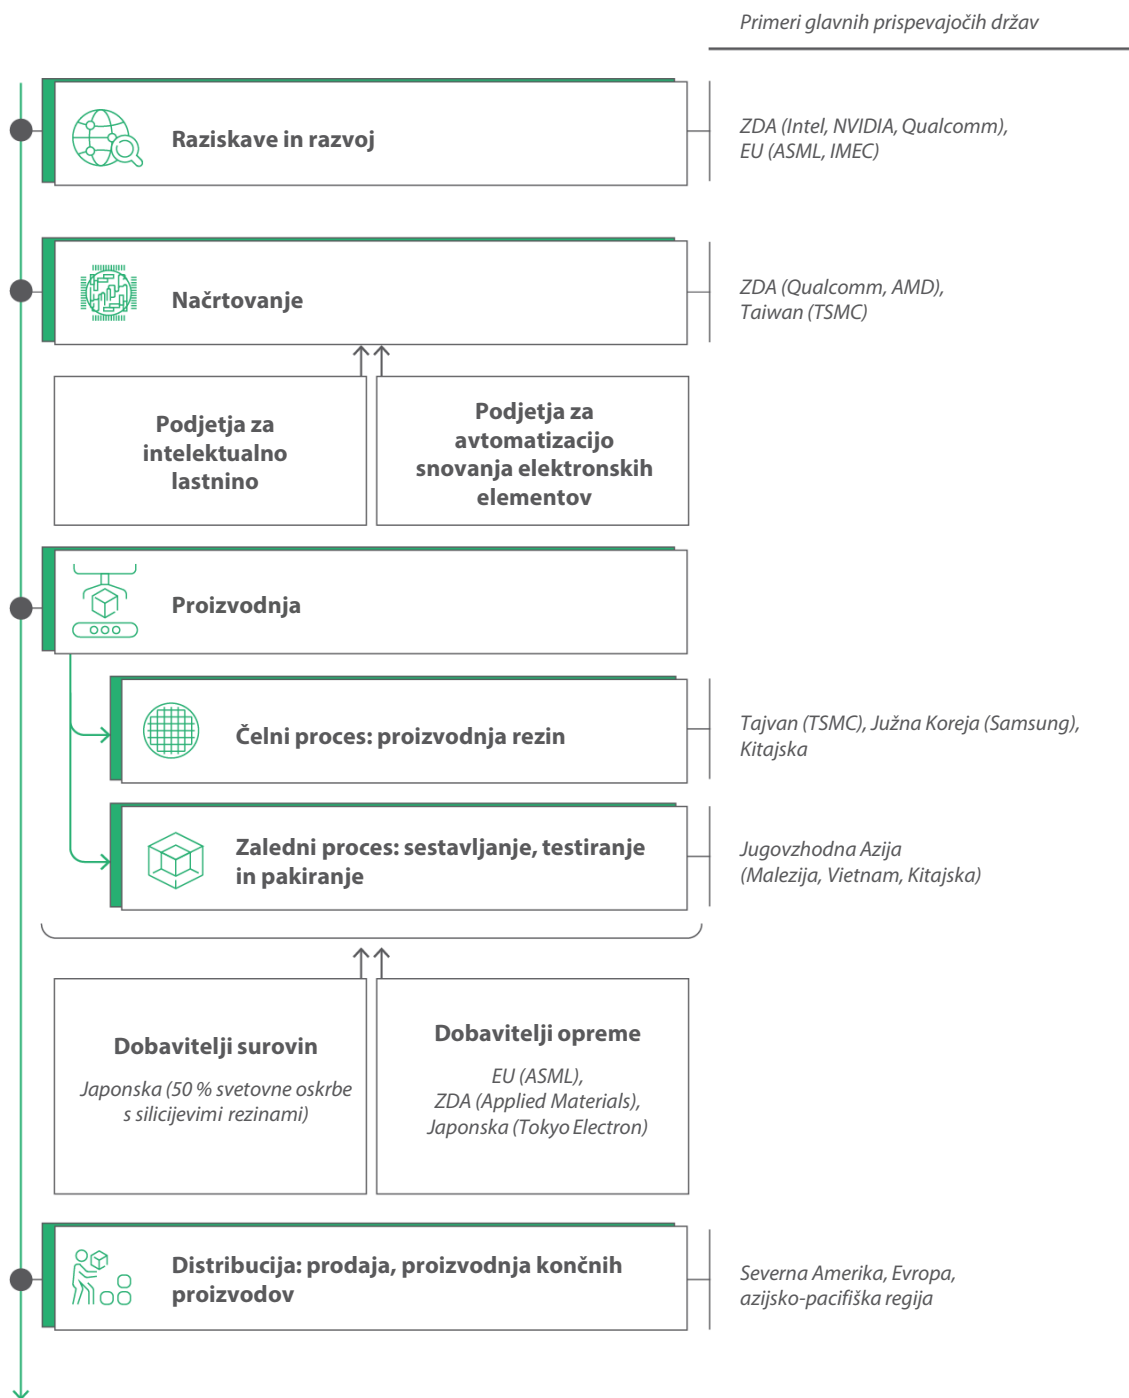 Primeri glavnih prispevajočih držav
Raziskave in razvoj
ZDA (Intel, NVIDIA, Qualcomm),
EU (ASML, IMEC)
Načrtovanje
ZDA (Qualcomm, AMD),
Taiwan (TSMC)
Podjetja za
intelektualno
lastnino
Podjetja za
avtomatizacijo
snovanja elektronskih
elementov
Proizvodnja
Čelni proces: proizvodnja rezin
Tajvan (TSMC), Južna Koreja (Samsung),
Kitajska
Zaledni proces: sestavljanje, testiranje
in pakiranje
Jugovzhodna Azija
(Malezija, Vietnam, Kitajska)
Dobavitelji surovin
Japonska (50 % svetovne oskrbe
s silicijevimi rezinami)
Dobavitelji opreme
EU (ASML),
ZDA (Applied Materials),
Japonska (Tokyo Electron)
Distribucija: prodaja, proizvodnja končnih
proizvodov
Severna Amerika, Evropa,
azijsko-pacifiška regija